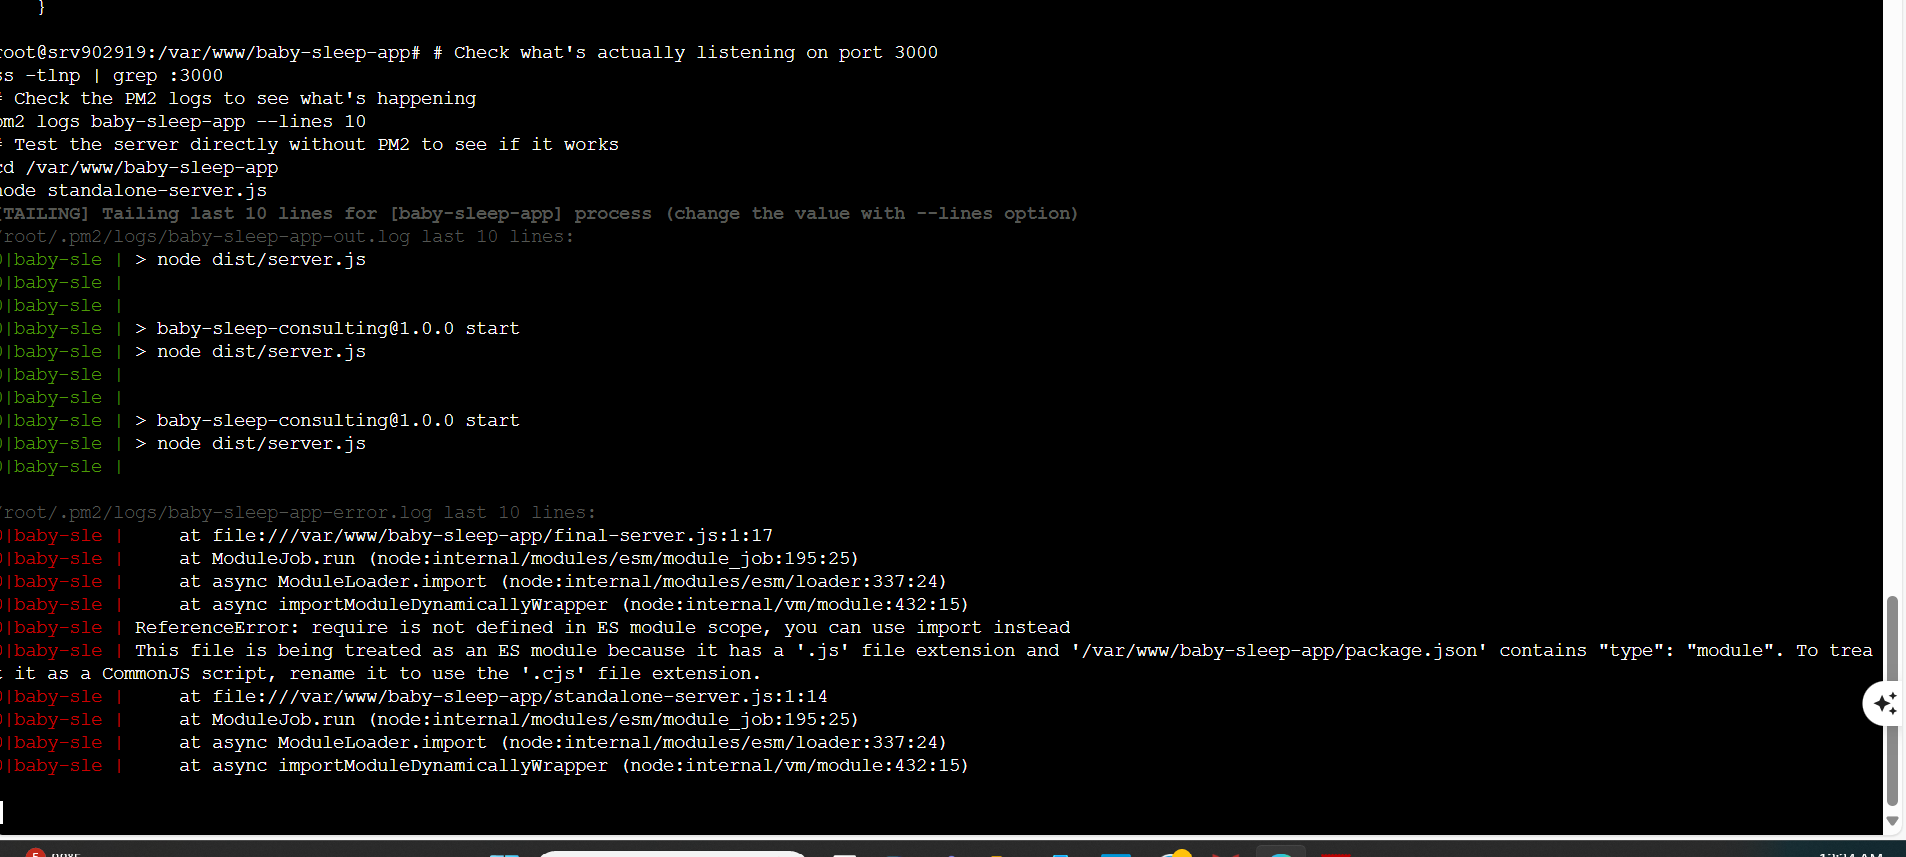 }
root@srv902919:/var/www/baby-sleep-app# # Check what's actually listening on port 3000
ss -tlnp | grep :3000
# Check the PM2 logs to see what's happening
pm2 logs baby-sleep-app --lines 10
# Test the server directly without PM2 to see if it works
cd /var/www/baby-sleep-app
node standalone-server.js
[TAILING] Tailing last 10 lines for [baby-sleep-app] process (change the value with --lines option)
/root/.pm2/logs/baby-sleep-app-out.log last 10 lines:
0|baby-sle | > node dist/server.js
0|baby-sle |
0|baby-sle |
0|baby-sle | > baby-sleep-consulting@1.0.0 start
0|baby-sle | > node dist/server.js
0|baby-sle |
0|baby-sle |
0|baby-sle | > baby-sleep-consulting@1.0.0 start
0|baby-sle | > node dist/server.js
0|baby-sle |
/root/.pm2/logs/baby-sleep-app-error.log last 10 lines:
0|baby-sle |     at file:///var/www/baby-sleep-app/final-server.js:1:17
0|baby-sle |     at ModuleJob.run (node:internal/modules/esm/module_job:195:25)
0|baby-sle |     at async ModuleLoader.import (node:internal/modules/esm/loader:337:24)
0|baby-sle |     at async importModuleDynamicallyWrapper (node:internal/vm/module:432:15)
0|baby-sle | ReferenceError: require is not defined in ES module scope, you can use import instead
0|baby-sle | This file is being treated as an ES module because it has a '.js' file extension and '/var/www/baby-sleep-app/package.json' contains "type": "module". To trea
t it as a CommonJS script, rename it to use the '.cjs' file extension.
0|baby-sle |     at file:///var/www/baby-sleep-app/standalone-server.js:1:14
0|baby-sle |     at ModuleJob.run (node:internal/modules/esm/module_job:195:25)
0|baby-sle |     at async ModuleLoader.import (node:internal/modules/esm/loader:337:24)
0|baby-sle |     at async importModuleDynamicallyWrapper (node:internal/vm/module:432:15)